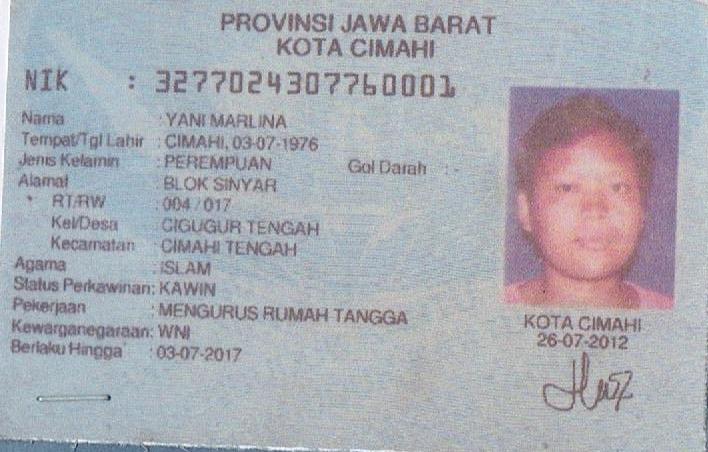 PROVINSI JAWA BARAT
KOTA CIMAHI
NIK : 3277024307760001
Nama : YANI MARLINA
Tempat/Tgl Lahir : CIMAHI, 03-07-1976
Jenis Kelamin : PEREMPUAN Gol Darah : -
Alamat : BLOK SINYAR
RT/RW : 004 / 017
Kel/Desa : CIGUGUR TENGAH
Kecamatan : CIMAHI TENGAH
Agama : ISLAM
Status Perkawinan: KAWIN
Pekerjaan : MENGURUS RUMAH TANGGA
Kewarganegaraan: WNI
Berlaku Hingga : 03-07-2017
KOTA CIMAHI
26-07-2012